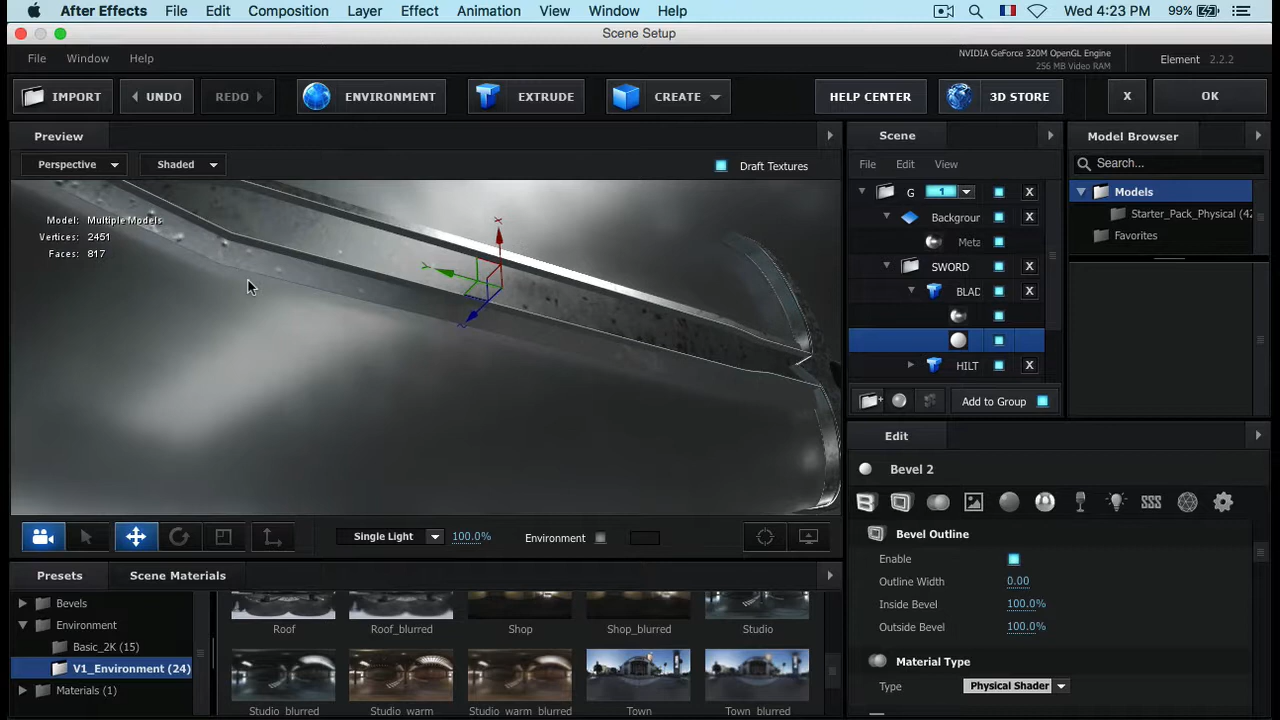 After Effects File Edit Composition Layer Effect Animation View Window Help Wed 4:23 PM 99%
Scene Setup
File Window Help
NVIDIA GeForce 320M OpenGL Engine
256 MB Video RAM
Element 2.2.2
IMPORT UNDO REDO ENVIRONMENT EXTRUDE CREATE HELP CENTER 3D STORE X OK
Preview
Perspective Shaded Draft Textures
Model: Multiple Models
Vertices: 2451
Faces: 817
X
Y
Z
Single Light 100.0% Environment
Presets Scene Materials
Bevels
Environment
Basic_2K (15)
V1_Environment (24)
Materials (1)
Roof Roof_blurred Shop Shop_blurred Studio
Studio_blurred Studio_warm Studio_warm_blurred Town Town_blurred
Scene
File Edit View
G 1 X
Backgrour X
Meta
SWORD
BLAD
HILT X
Add to Group
Model Browser
Search...
Models
Starter_Pack_Physical (42
Favorites
Edit
Bevel 2
Bevel Outline
Enable
Outline Width 0.00
Inside Bevel 100.0%
Outside Bevel 100.0%
Material Type
Type Physical Shader